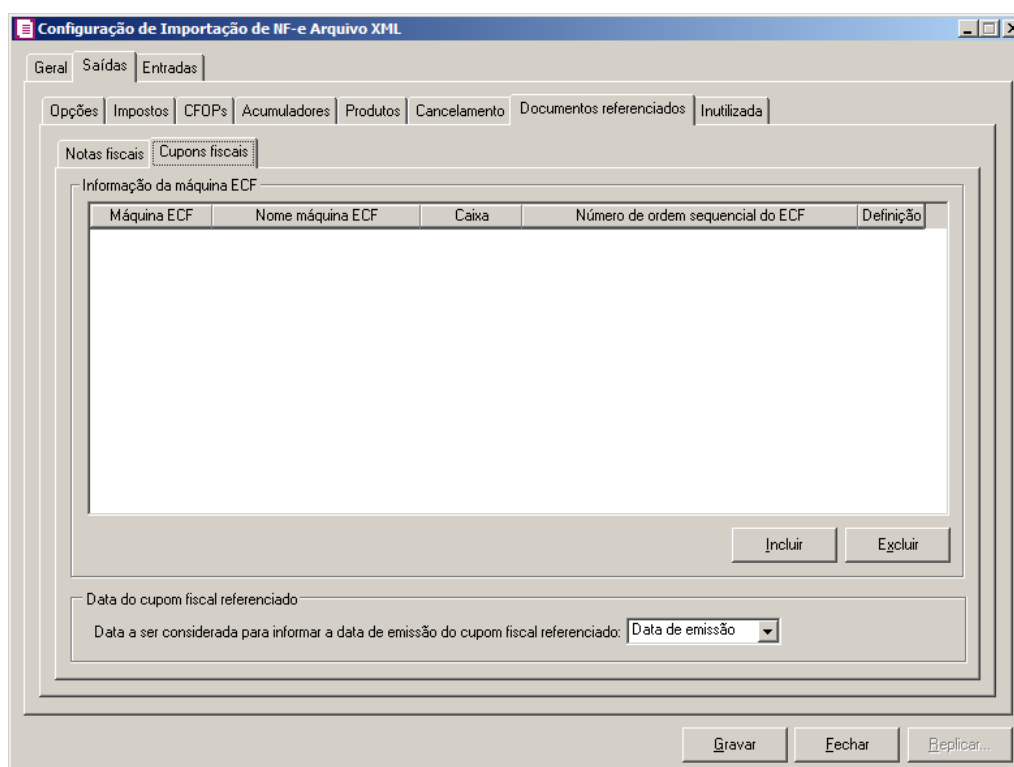 Configuração de Importação de NF-e Arquivo XML
Geral Saídas Entradas
Opções Impostos CFOPs Acumuladores Produtos Cancelamento Documentos referenciados Inutilizada
Notas fiscais Cupons fiscais
Informação da máquina ECF
Máquina ECF Nome máquina ECF Caixa Número de ordem sequencial do ECF Definição
Incluir Excluir
Data do cupom fiscal referenciado
Data a ser considerada para informar a data de emissão do cupom fiscal referenciado: Data de emissão
Gravar Fechar Replicar...